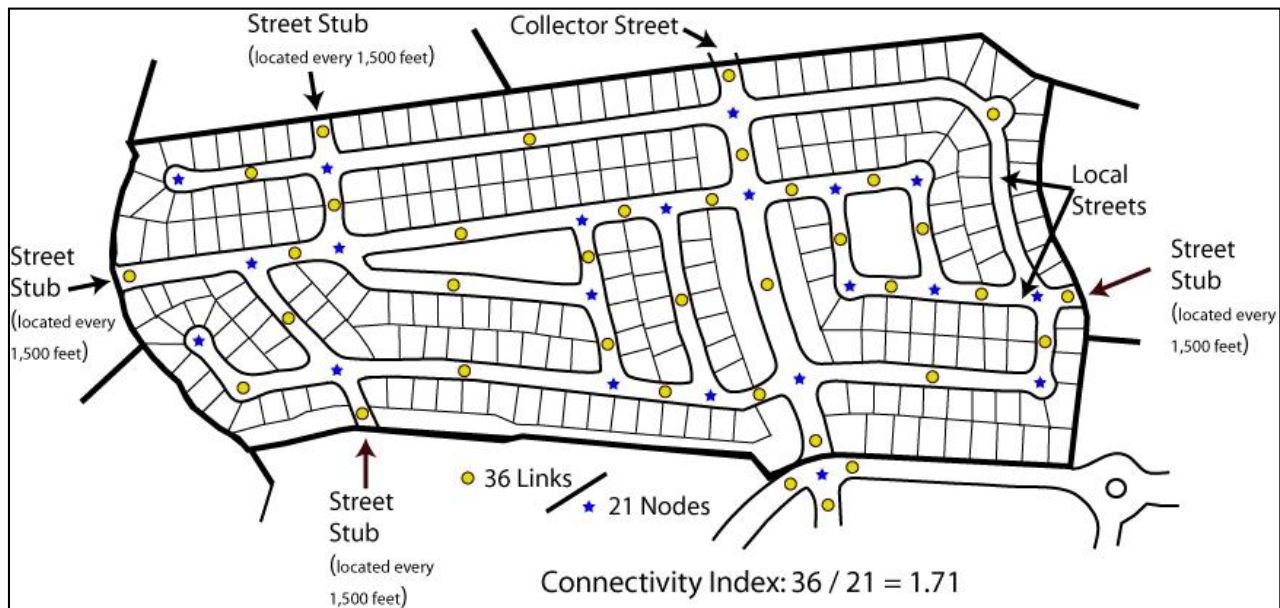 Street Stub
(located every 1,500 feet)
Collector Street
Local
Streets
Street
Stub
(located every
1,500 feet)
Street
Stub
(located every
1,500 feet)
36 Links
21 Nodes
Street
Stub
(located every
1,500 feet)
Connectivity Index: 36 / 21 = 1.71